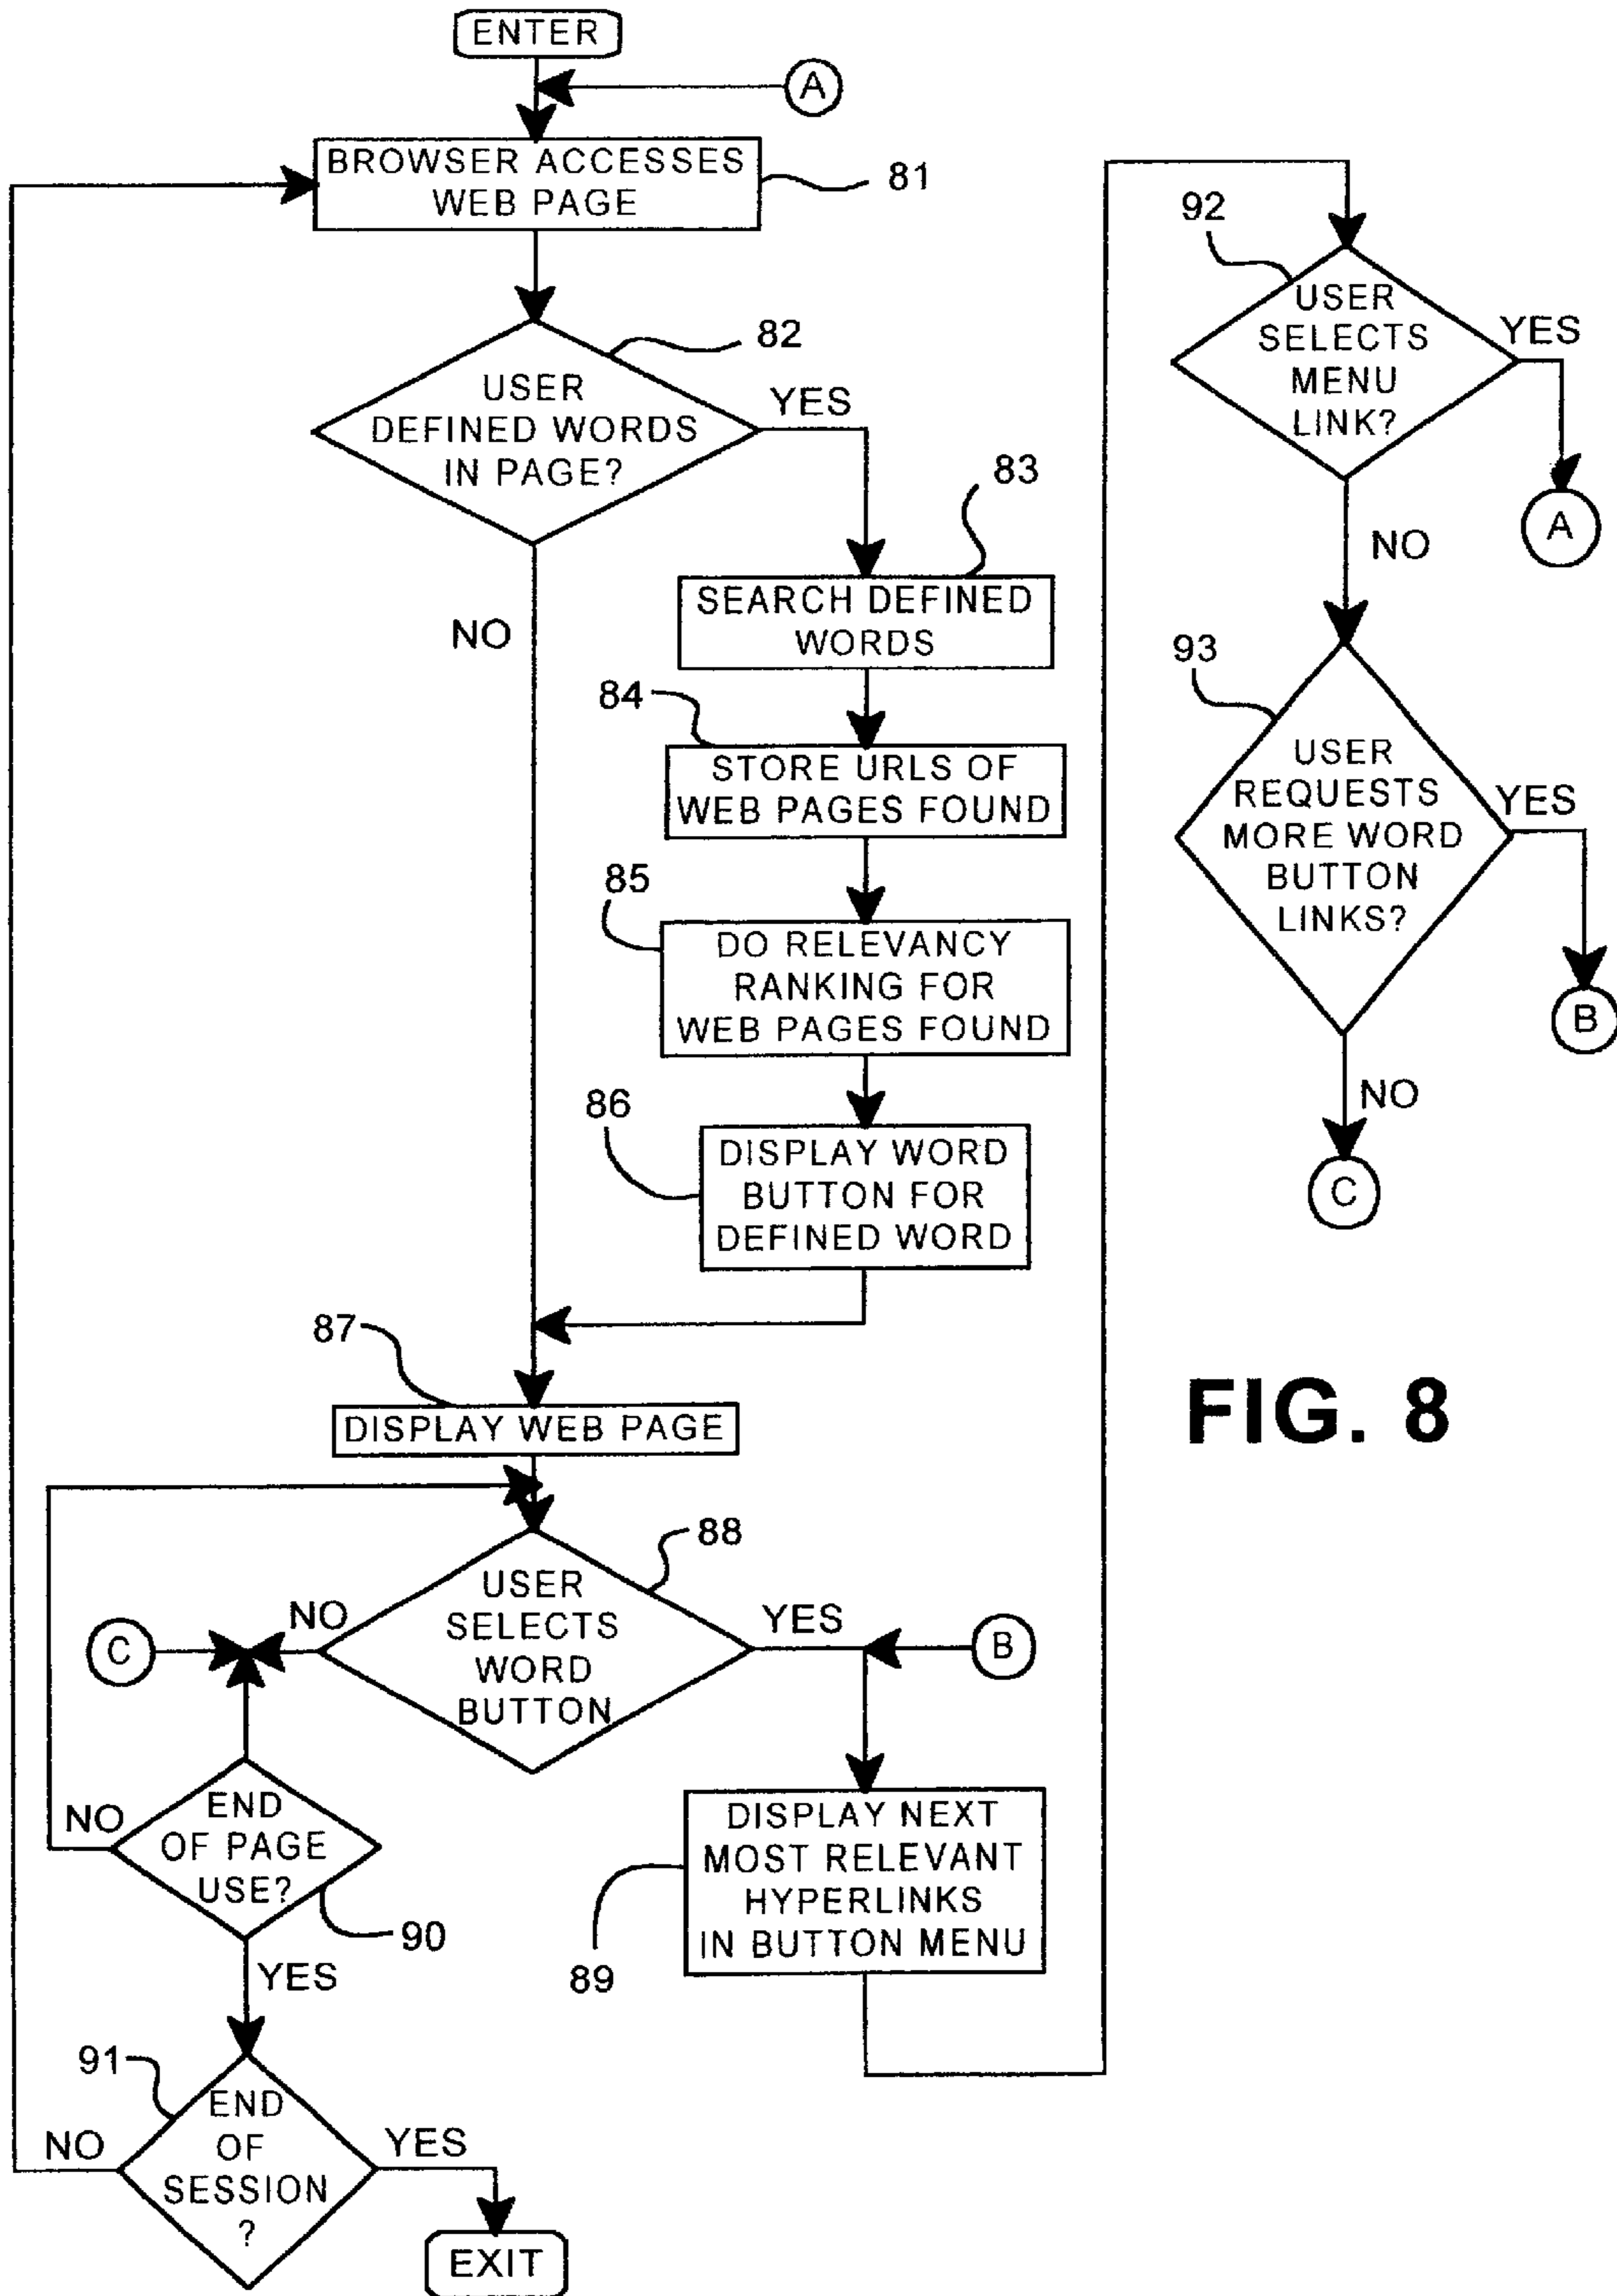 ENTER
A
BROWSER ACCESSES
WEB PAGE
81
82
USER
DEFINED WORDS
IN PAGE?
YES
NO
83
SEARCH DEFINED
WORDS
84
STORE URLS OF
WEB PAGES FOUND
85
DO RELEVANCY
RANKING FOR
WEB PAGES FOUND
86
DISPLAY WORD
BUTTON FOR
DEFINED WORD
87
DISPLAY WEB PAGE
88
USER
SELECTS
WORD
BUTTON
NO
YES
C
B
END
OF PAGE
USE?
NO
90
YES
DISPLAY NEXT
MOST RELEVANT
HYPERLINKS
IN BUTTON MENU
89
91
END
OF
SESSION
?
NO
YES
EXIT
92
USER
SELECTS
MENU
LINK?
YES
A
NO
93
USER
REQUESTS
MORE WORD
BUTTON
LINKS?
YES
B
NO
C
FIG. 8